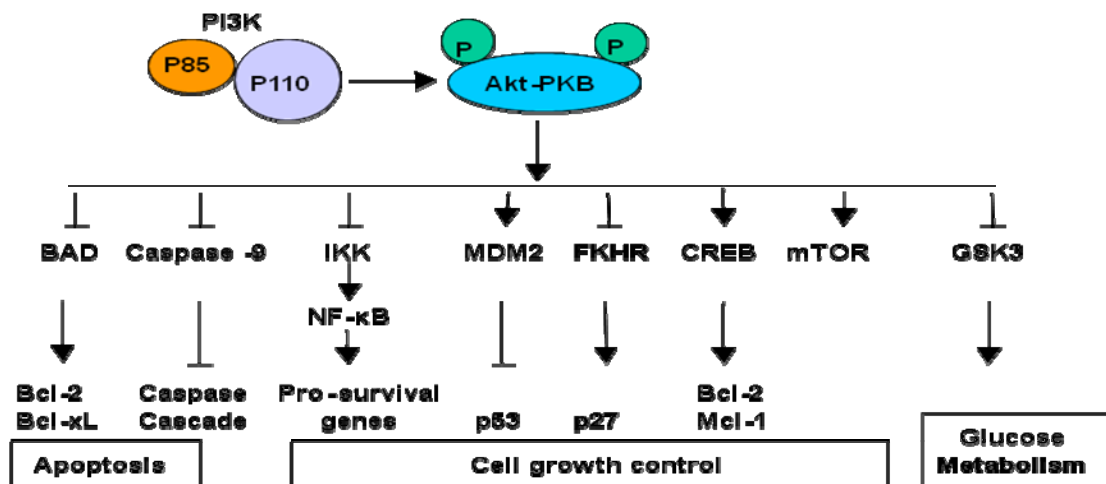 PI3K
P85
P110
P
P
Akt-PKB
BAD
Caspase -9
IKK
MDM2
FKHR
CREB
mTOR
GSK3
NF-κB
Bcl-2
Bcl-xL
Caspase
Cascade
Pro-survival
genes
p53
p27
Bcl-2
Mcl-1
Apoptosis
Cell growth control
Glucose
Metabolism